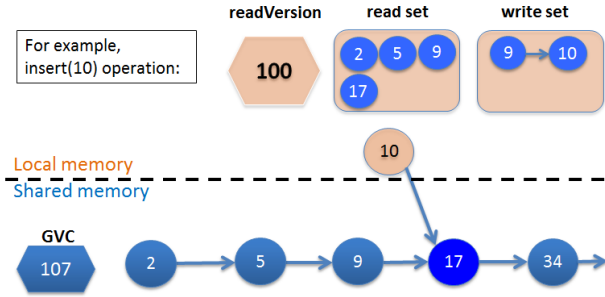 readVersion read set write set
For example,
insert(10) operation:
100
2 5 9
17
9 10
10
Local memory
Shared memory
GVC
107
2 5 9 17 34